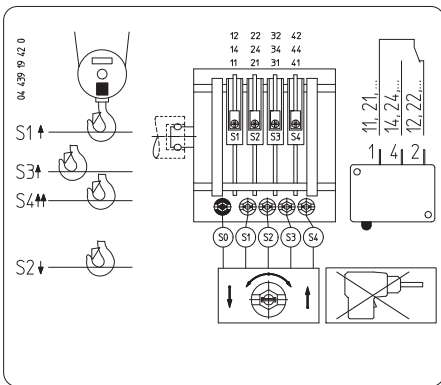 04 439 19 42 0
12 22 32 42
14 24 34 44
11 21 31 41
S1
S3
S4
S2
S1 S2 S3 S4
S0 S1 S2 S3 S4
11, 21, ...
14, 24, ...
12, 22, ...
1 4 2